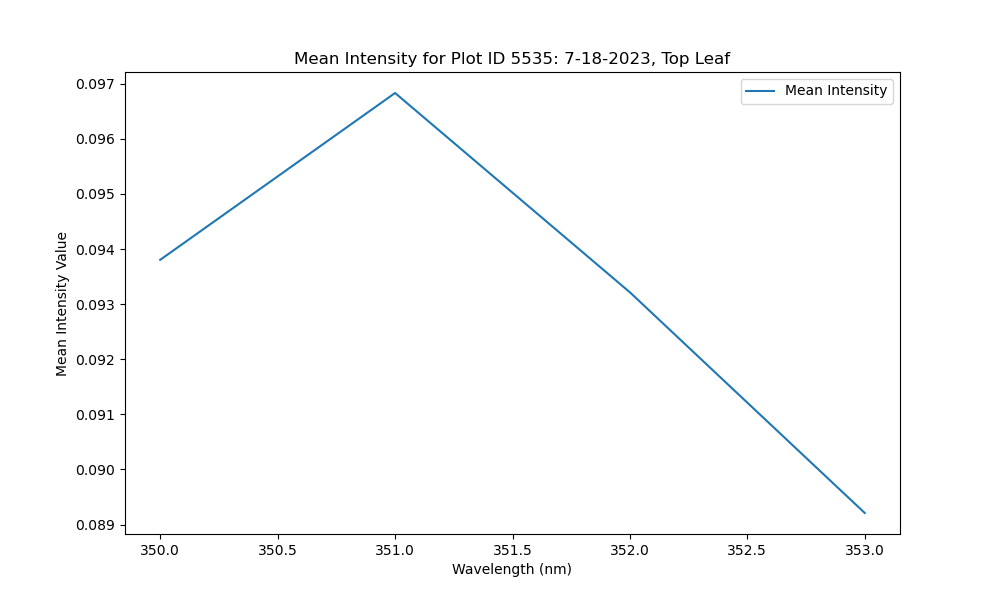 Mean Intensity for Plot ID 5535: 7-18-2023, Top Leaf
Mean Intensity
Mean Intensity Value
0.097
0.096
0.095
0.094
0.093
0.092
0.091
0.090
0.089
350.0 350.5 351.0 351.5 352.0 352.5 353.0
Wavelength (nm)